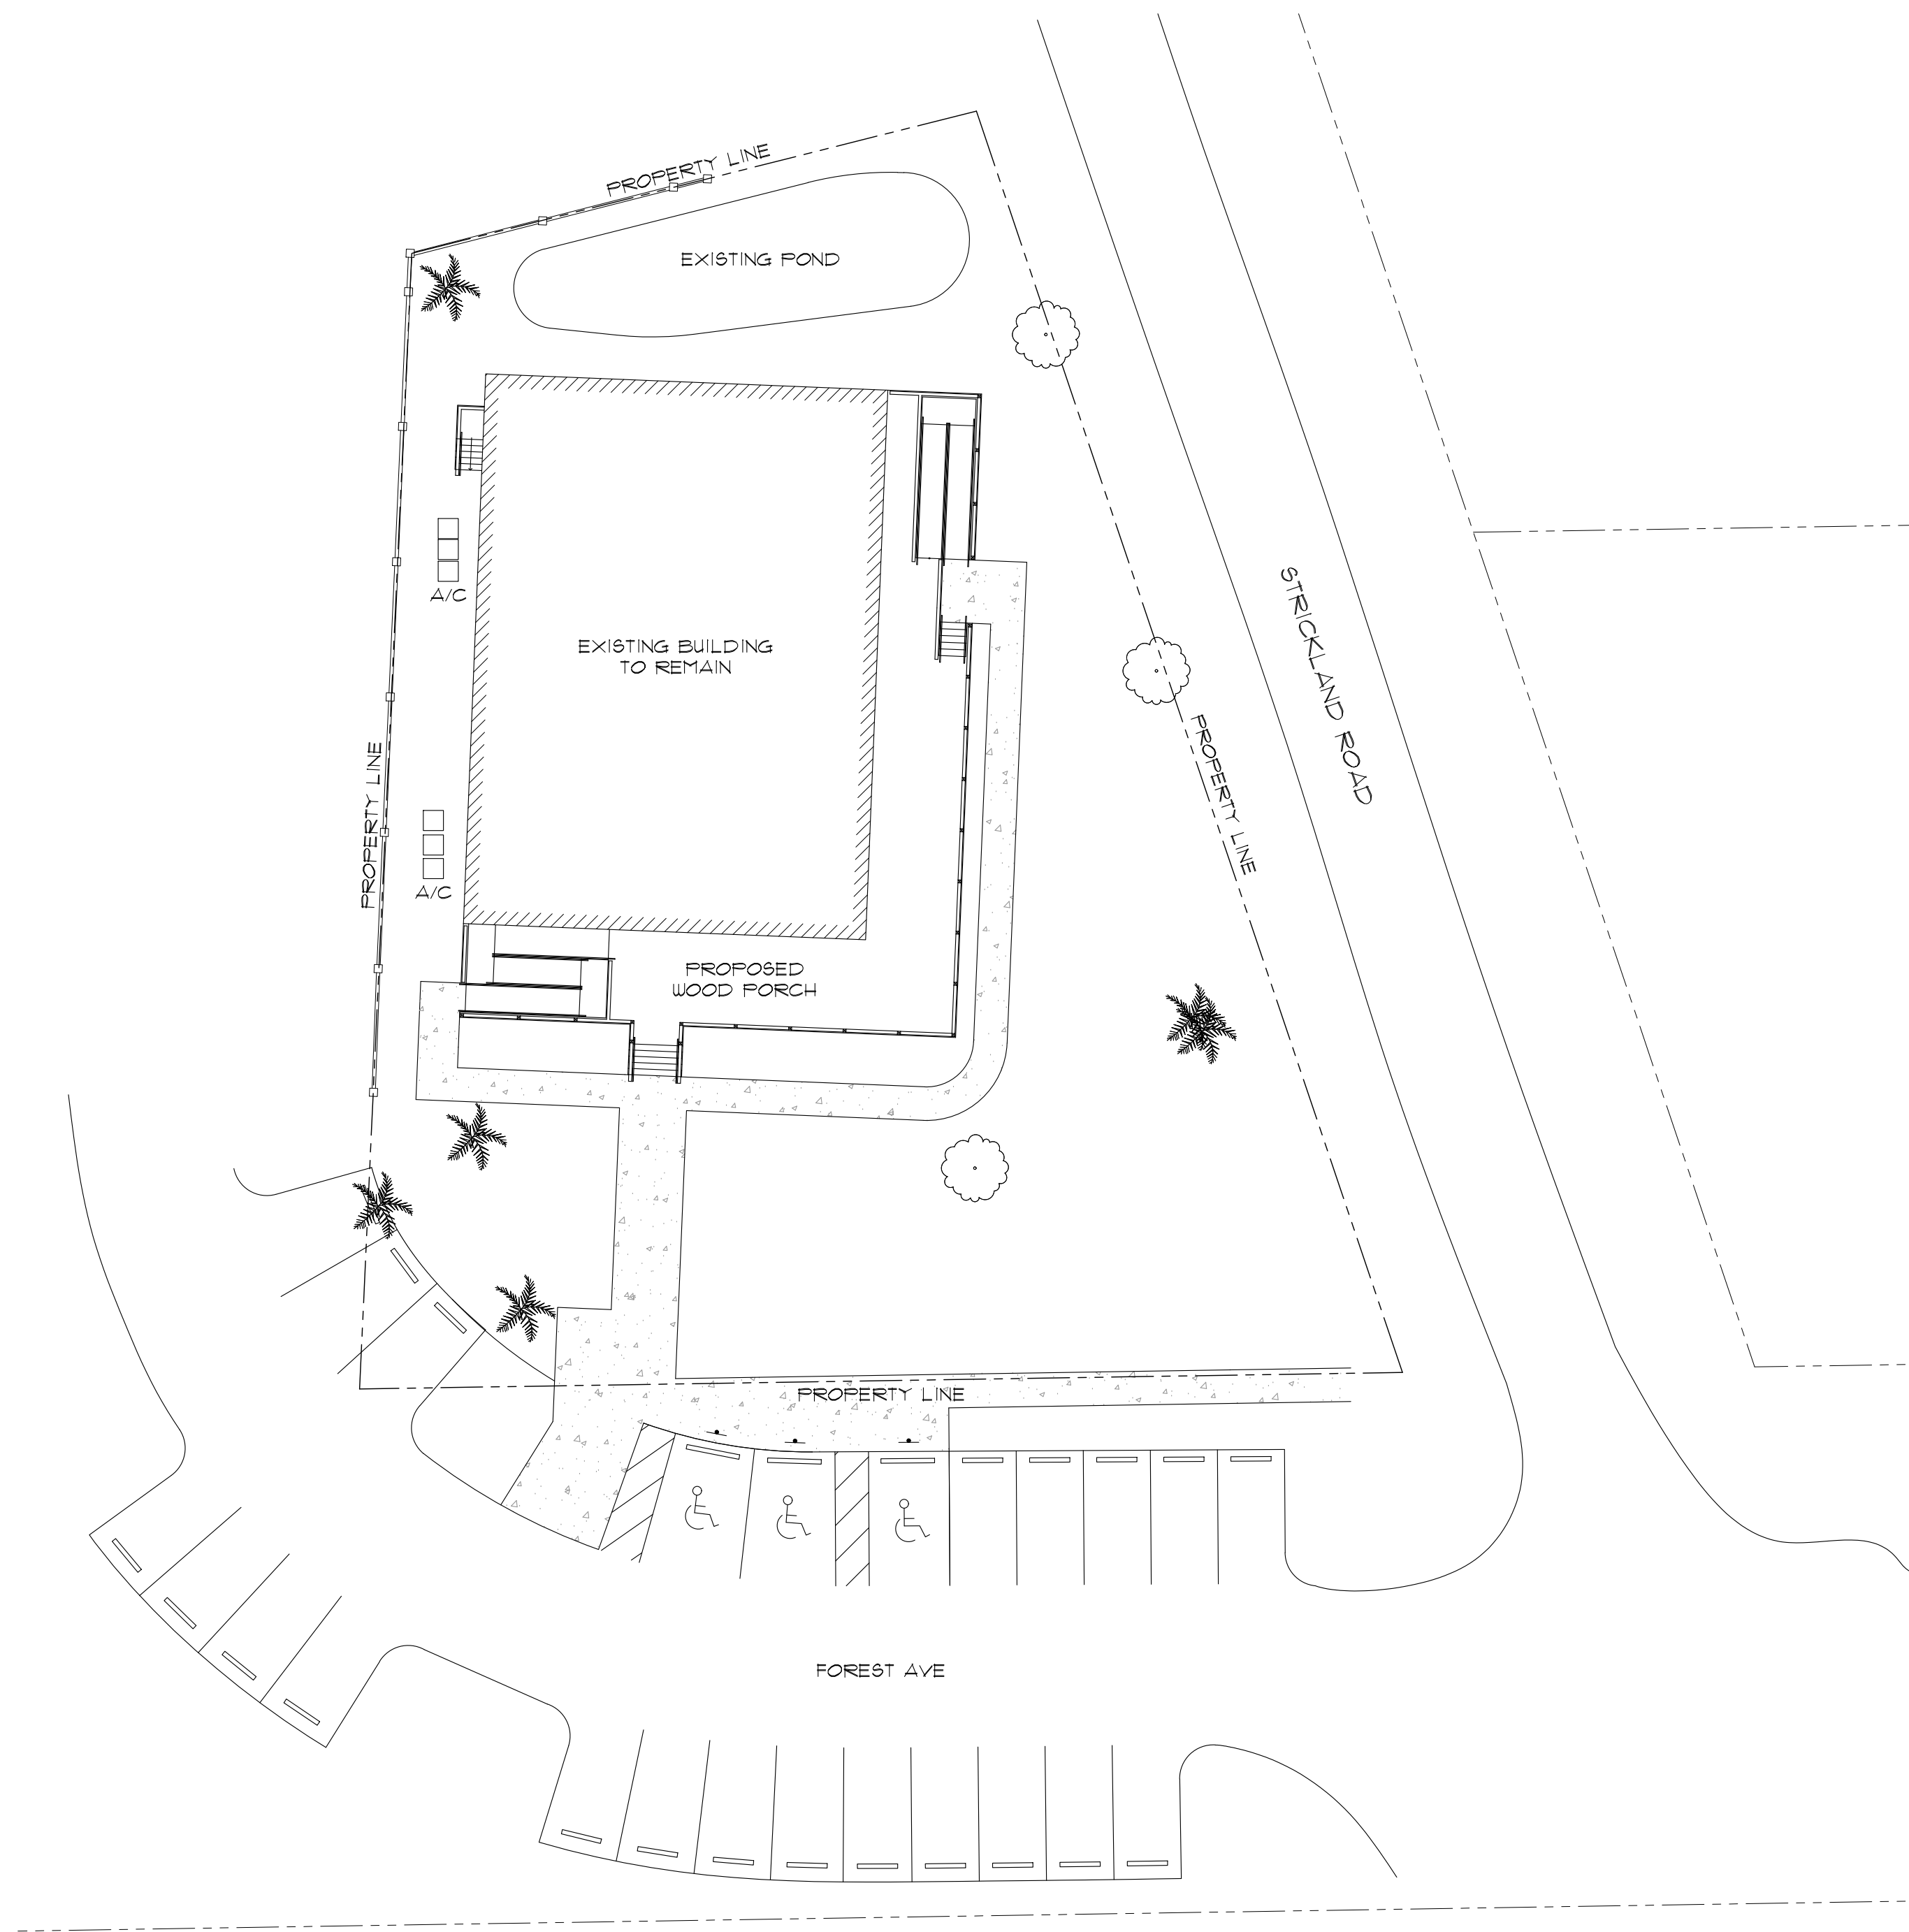 PROPERTY LINE
EXISTING POND
STRICKLAND ROAD
A/C
EXISTING BUILDING
TO REMAIN
PROPERTY LINE
PROPERTY LINE
A/C
PROPOSED
WOOD PORCH
PROPERTY LINE
FOREST AVE